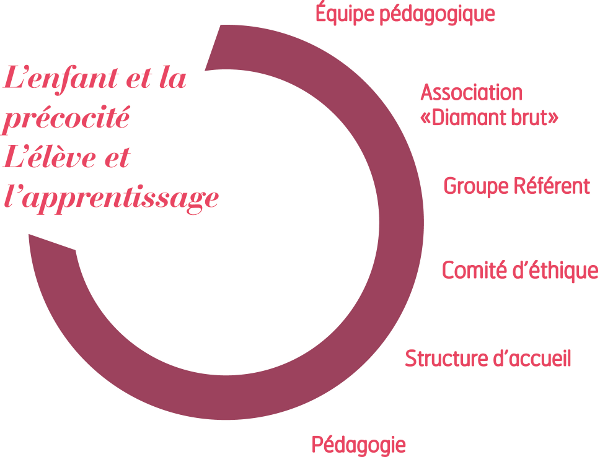 L’enfant et la
précocité
L’élève et
l’apprentissage
Équipe pédagogique
Association
«Diamant brut»
Groupe Référent
Comité d’éthique
Structure d’accueil
Pédagogie